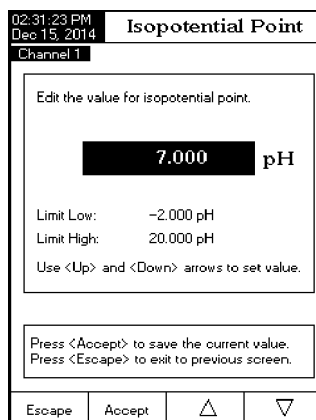 02:31:23 PM
Dec 15, 2014
Isopotential Point
Channel 1
Edit the value for isopotential point.
7.000 pH
Limit Low: -2.000 pH
Limit High: 20.000 pH
Use <Up> and <Down> arrows to set value.
Press <Accept> to save the current value.
Press <Escape> to exit to previous screen.
Escape Accept △ ▽